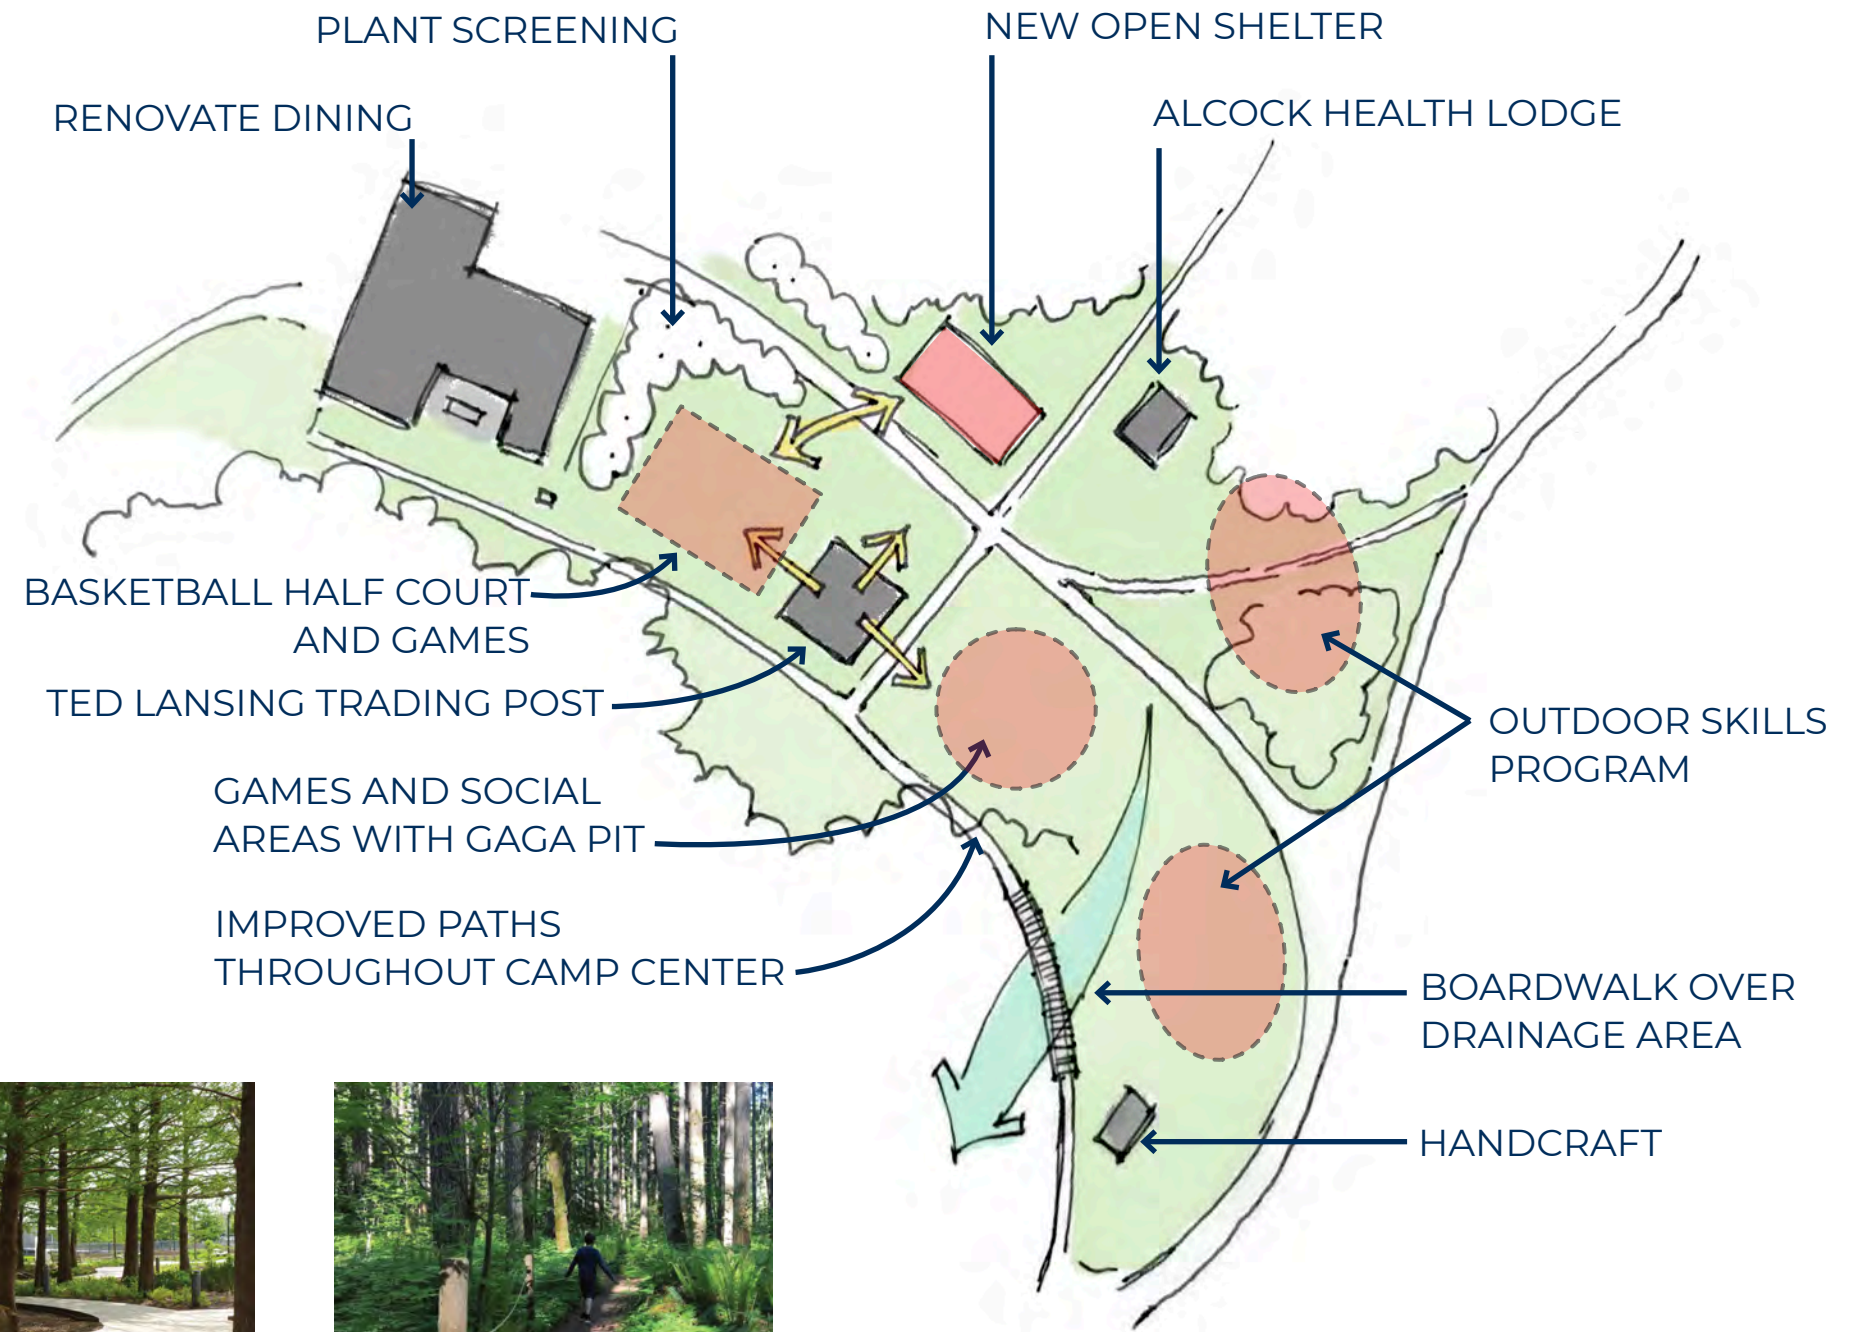 PLANT SCREENING
NEW OPEN SHELTER
RENOVATE DINING
ALCOCK HEALTH LODGE
BASKETBALL HALF COURT
AND GAMES
TED LANSING TRADING POST
OUTDOOR SKILLS
PROGRAM
GAMES AND SOCIAL
AREAS WITH GAGA PIT
IMPROVED PATHS
THROUGHOUT CAMP CENTER
BOARDWALK OVER
DRAINAGE AREA
HANDCRAFT